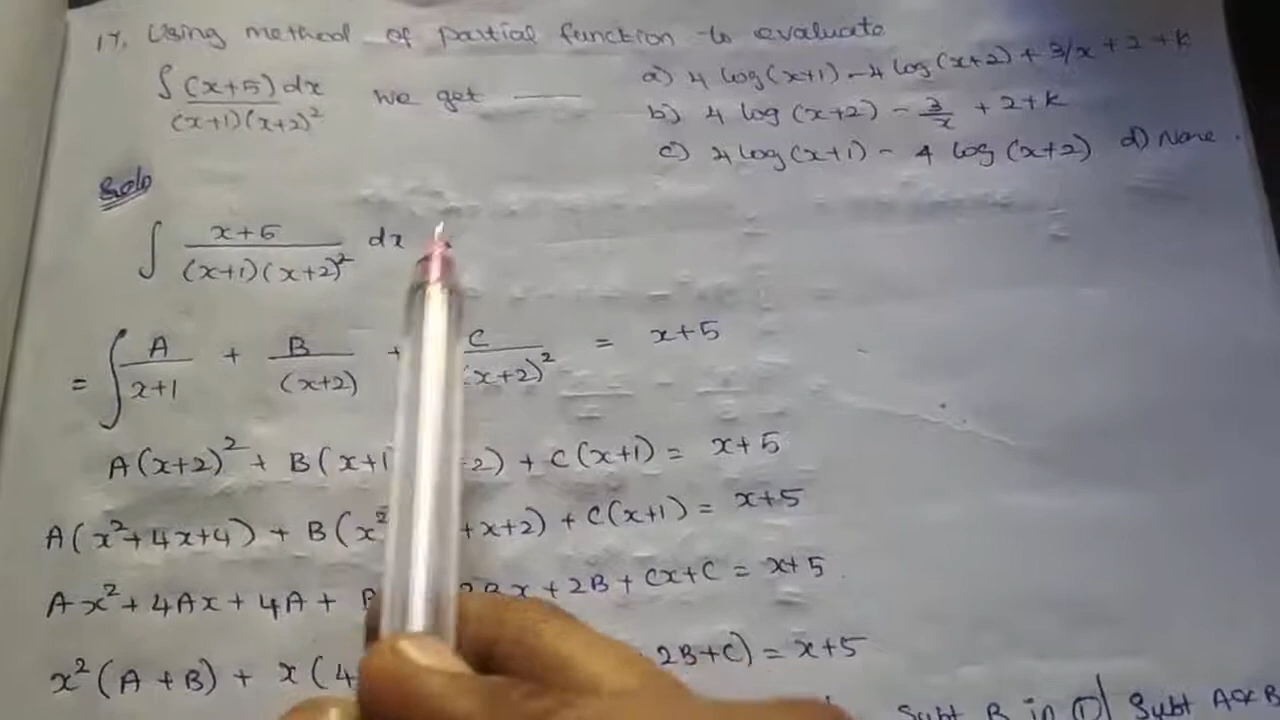 17. Using method of partial function to evaluate
∫ (x+5) dx / (x+1)(x+2)² we get ___
a) 4 log(x+1) - 4 log(x+2) + 3/x + 2 + k
b) 4 log (x+2) - 3/x + 2+k
c) 4 log(x+1) - 4 log (x+2) d) None.
Soln
∫ x+5 / (x+1)(x+2)² dx
= ∫ A / x+1 + B / (x+2) + C / (x+2)² = x+5
A(x+2)² + B(x+1 2) + C(x+1) = x+5
A(x²+4x+4) + B(x² +x+2) + C(x+1) = x+5
Ax²+4Ax+4A+ 2Bx+2B+Cx+C = x+5
x²(A+B) + x(4 2B+C) = x+5
Subt B in ① Subt A&B